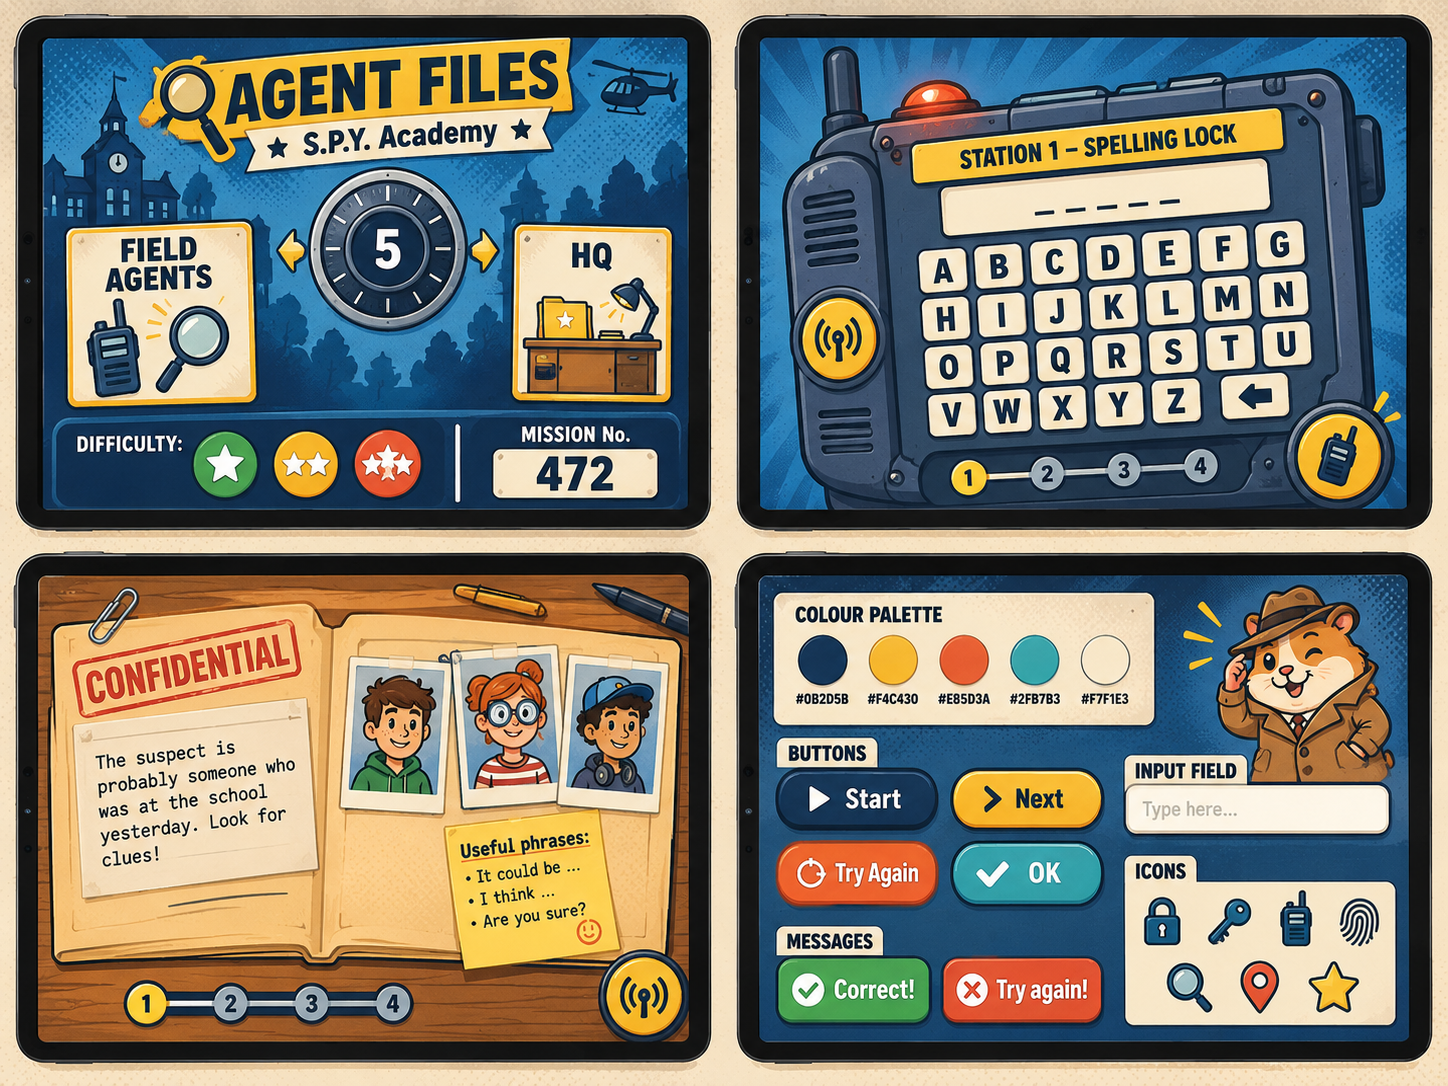 AGENT FILES
S.P.Y. Academy
FIELD
AGENTS
5
HQ
DIFFICULTY:
MISSION No.
472
STATION 1 – SPELLING LOCK
_ _ _ _ _
A B C D E F G
H I J K L M N
O P Q R S T U
V W X Y Z
1 2 3 4
CONFIDENTIAL
The suspect is
probably someone who
was at the school
yesterday. Look for
clues!
Useful phrases:
• It could be ...
• I think ...
• Are you sure?
1 2 3 4
COLOUR PALETTE
#0B2D5B #F4C430 #E85D3A #2FB7B3 #F7F1E3
BUTTONS
Start
Next
Try Again
OK
INPUT FIELD
Type here...
MESSAGES
Correct!
Try again!
ICONS